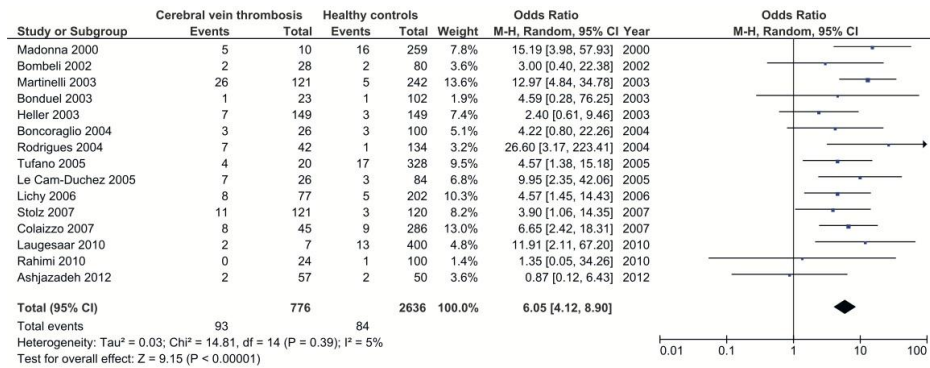 Cerebral vein thrombosis Healthy controls Odds Ratio Odds Ratio
Study or Subgroup Events Total Events Total Weight M-H, Random, 95% CI Year M-H, Random, 95% CI
Madonna 2000 5 10 16 259 7.8% 15.19 [3.98, 57.93] 2000
Bombeli 2002 2 28 2 80 3.6% 3.00 [0.40, 22.38] 2002
Martinelli 2003 26 121 5 242 13.6% 12.97 [4.84, 34.78] 2003
Bonduel 2003 1 23 1 102 1.9% 4.59 [0.28, 76.25] 2003
Heller 2003 7 149 3 149 7.4% 2.40 [0.61, 9.46] 2003
Boncoraglio 2004 3 26 3 100 5.1% 4.22 [0.80, 22.26] 2004
Rodrigues 2004 7 42 1 134 3.2% 26.60 [3.17, 223.41] 2004
Tufano 2005 4 20 17 328 9.5% 4.57 [1.38, 15.18] 2005
Le Cam-Duchez 2005 7 26 3 84 6.8% 9.95 [2.35, 42.06] 2005
Lichy 2006 8 77 5 202 10.3% 4.57 [1.45, 14.43] 2006
Stolz 2007 11 121 3 120 8.2% 3.90 [1.06, 14.35] 2007
Colaizzo 2007 8 45 9 286 13.0% 6.65 [2.42, 18.31] 2007
Laugesaar 2010 2 7 13 400 4.8% 11.91 [2.11, 67.20] 2010
Rahimi 2010 0 24 1 100 1.4% 1.35 [0.05, 34.26] 2010
Ashjazadeh 2012 2 57 2 50 3.6% 0.87 [0.12, 6.43] 2012
Total (95% CI) 776 2636 100.0% 6.05 [4.12, 8.90]
Total events 93 84
Heterogeneity: Tau² = 0.03; Chi² = 14.81, df = 14 (P = 0.39); I² = 5%
Test for overall effect: Z = 9.15 (P < 0.00001)
0.01 0.1 1 10 100